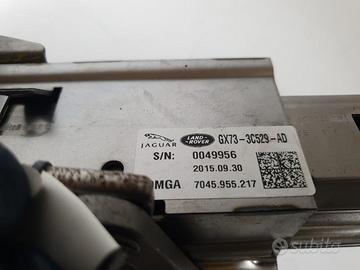 JAGUAR LAND- ROVER GX73-3C529-AD
S/N: 0049956
2015.09.30
MGA 7045.955.217
subito